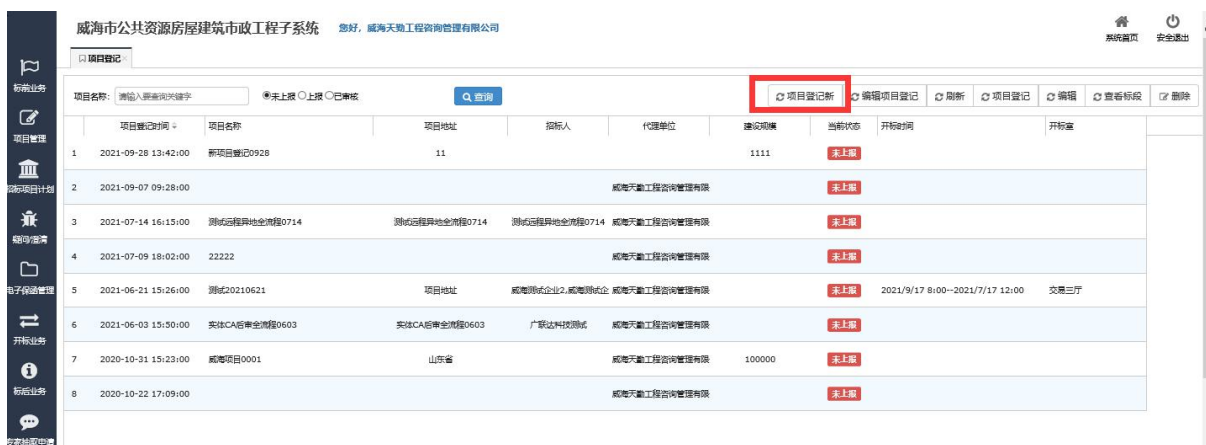 威海市公共资源房屋建筑市政工程子系统 您好，威海天勤工程咨询管理有限公司 系统首页 安全退出
项目登记
标前业务
项目管理
招标项目计划
疑问澄清
电子保函管理
开标业务
标后业务
专家抽取申请
项目名称: 请输入要查询关键字 未上报 上报 已审核 查询 项目登记新 编辑项目登记 刷新 项目登记 编辑 查看标段 删除
项目登记时间 项目名称 项目地址 招标人 代理单位 建设规模 当前状态 开标时间 开标室
1 2021-09-28 13:42:00 新项目登记0928 11 1111 未上报
2 2021-09-07 09:28:00 威海天勤工程咨询管理有限 未上报
3 2021-07-14 16:15:00 测试远程异地全流程0714 测试远程异地全流程0714 测试远程异地全流程0714 威海天勤工程咨询管理有限 未上报
4 2021-07-09 18:02:00 22222 威海天勤工程咨询管理有限 未上报
5 2021-06-21 15:26:00 测试20210621 项目地址 威海测试企业2,威海测试企 威海天勤工程咨询管理有限 未上报 2021/9/17 8:00--2021/7/17 12:00 交易三厅
6 2021-06-03 15:50:00 实体CA后审全流程0603 实体CA后审全流程0603 广联达科技测试 威海天勤工程咨询管理有限 未上报
7 2020-10-31 15:23:00 威海项目0001 山东省 威海天勤工程咨询管理有限 100000 未上报
8 2020-10-22 17:09:00 威海天勤工程咨询管理有限 未上报